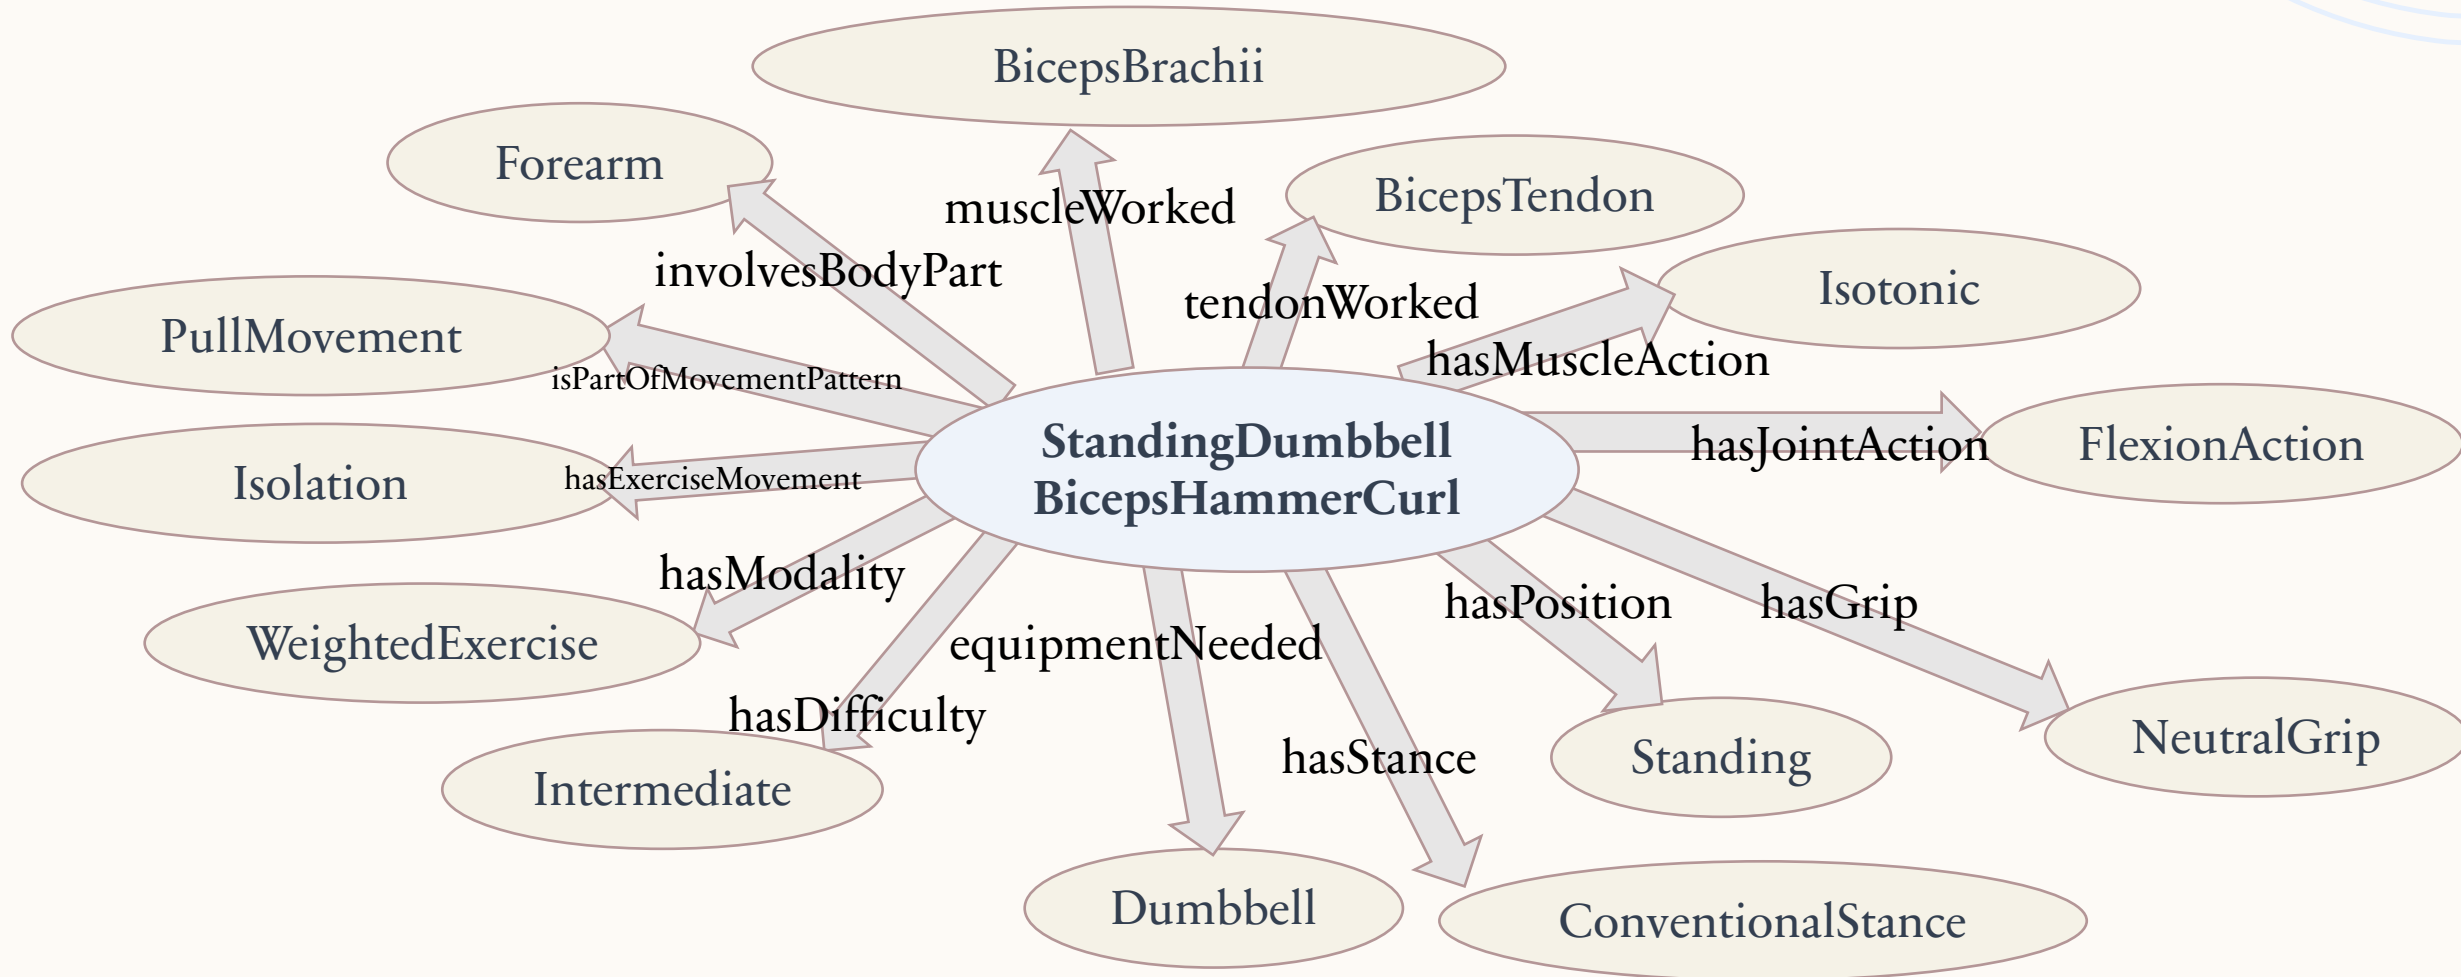 BicepsBrachii
Forearm
BicepsTendon
muscleWorked
involvesBodyPart
Isotonic
tendonWorked
PullMovement
hasMuscleAction
isPartOfMovementPattern
StandingDumbbell
BicepsHammerCurl
hasJointAction
FlexionAction
Isolation
hasExerciseMovement
hasModality
hasPosition
hasGrip
WeightedExercise
equipmentNeeded
hasDifficulty
NeutralGrip
hasStance
Standing
Intermediate
Dumbbell
ConventionalStance